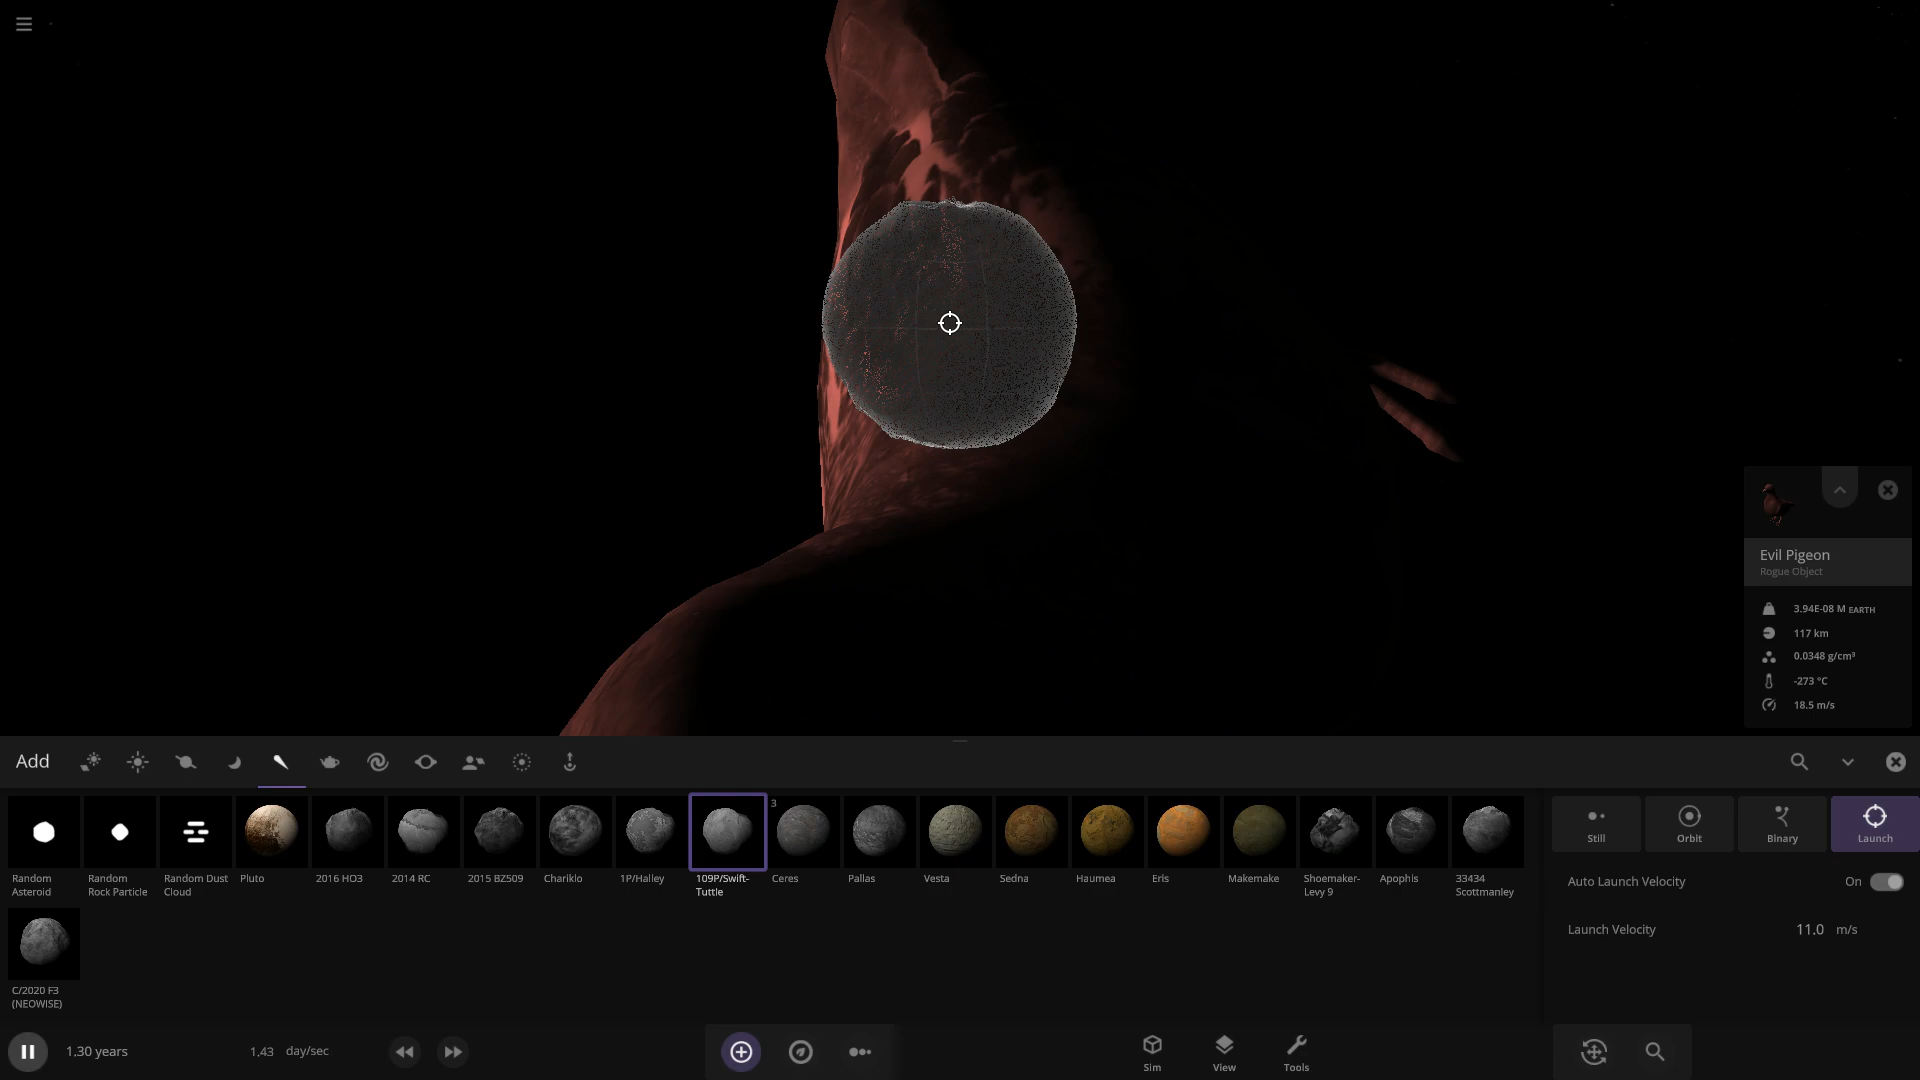 Evil Pigeon
Rogue Object
3.94E-08 M EARTH
117 km
0.0348 g/cm³
-273 °C
18.5 m/s
Add
Random Asteroid
Random Rock Particle
Random Dust Cloud
Pluto
2016 HO3
2014 RC
2015 BZ509
Chariklo
1P/Halley
109P/Swift-Tuttle
3
Ceres
Pallas
Vesta
Sedna
Haumea
Eris
Makemake
Shoemaker-Levy 9
Apophis
33434 Scottmanley
C/2020 F3 (NEOWISE)
Still
Orbit
Binary
Launch
Auto Launch Velocity
On
Launch Velocity
11.0 m/s
1.30 years
1.43 day/sec
Sim
View
Tools